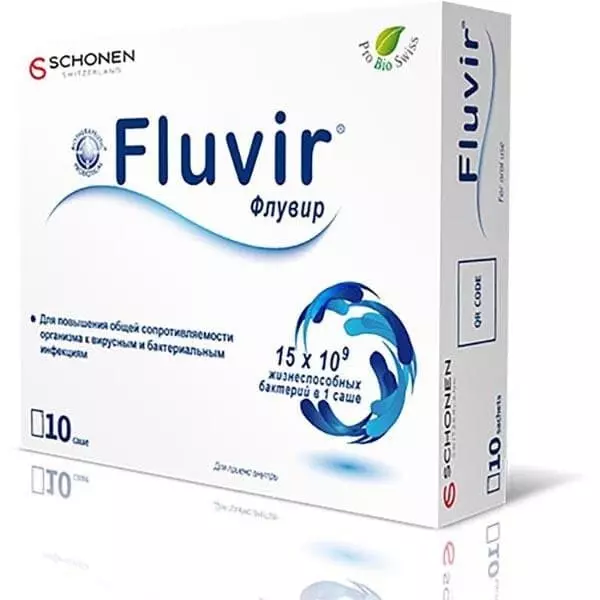 SCHONEN
SWITZERLAND
Pro Bio Swiss
Fluvir®
Флувир
Для повышения общей сопротивляемости
организма к вирусным и бактериальным
инфекциям
15 x 10⁹
жизнеспособных
бактерий в 1 саше
10 саше
Для приема внутрь
Fluvir®
For oral use
QR CODE
SCHONEN
SWITZERLAND
10 sachets